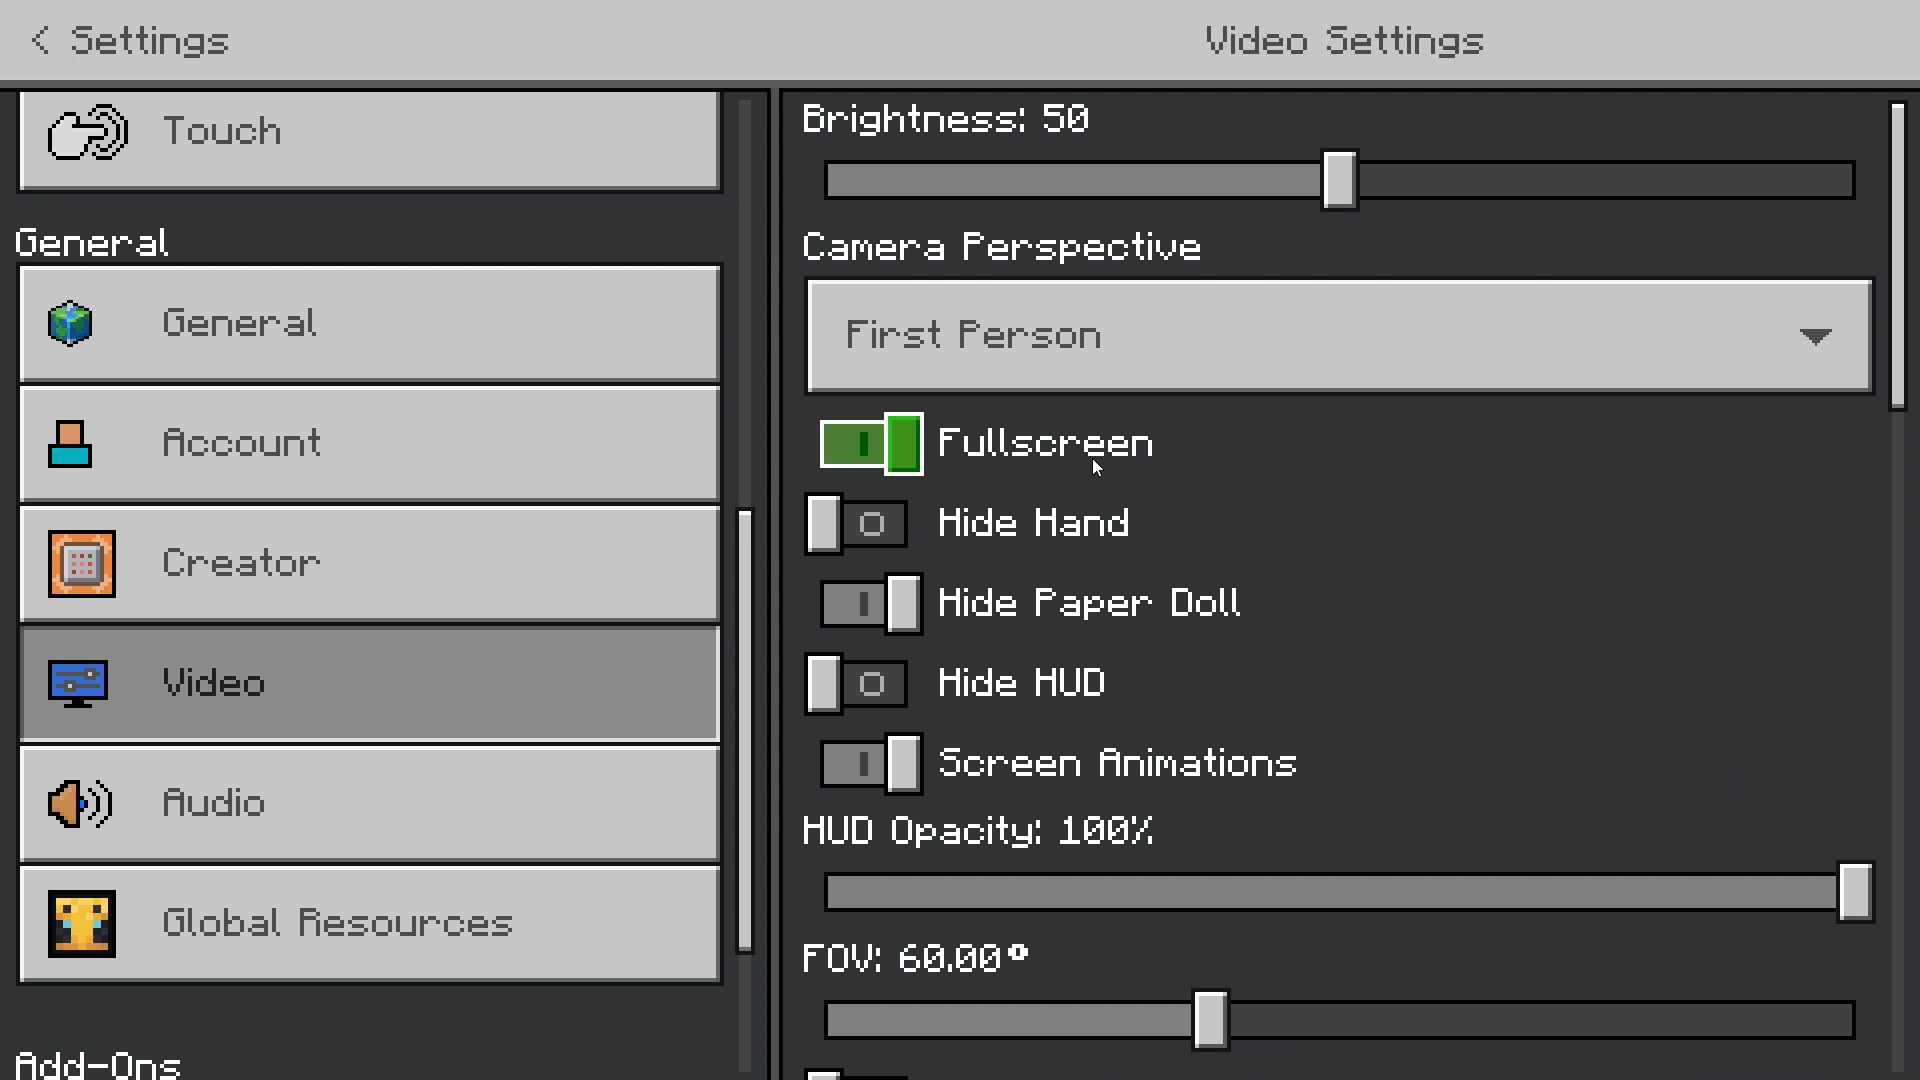 < Settings
Video Settings
Touch
General
General
Account
Creator
Video
Audio
Global Resources
Add-Ons
Brightness: 50
Camera Perspective
First Person
Fullscreen
Hide Hand
Hide Paper Doll
Hide HUD
Screen Animations
HUD Opacity: 100%
FOV: 60.00°